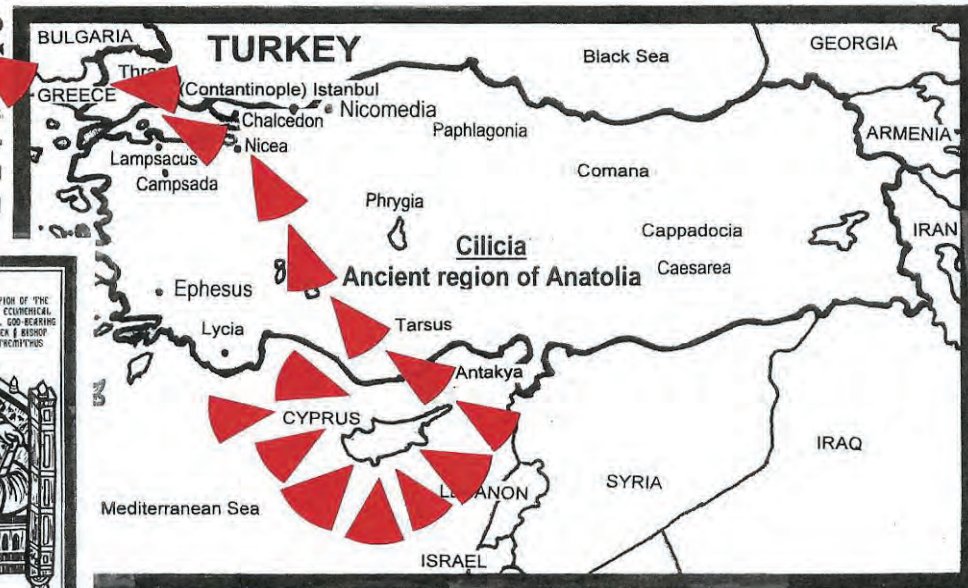 BULGARIA
TURKEY
Black Sea
GEORGIA
GREECE
(Contantinople) Istanbul
Chalcedon
Nicomedia
Paphlagonia
ARMENIA
Lampsacus
Nicea
Campsada
Comana
Phrygia
Cappadocia
IRAN
Cilicia
Caesarea
Ancient region of Anatolia
Ephesus
Lycia
Tarsus
Antakya
CYPRUS
IRAQ
SYRIA
Mediterranean Sea
ISRAEL
OF THE
ECUMENICAL
GOD-BEARING
BISHOP